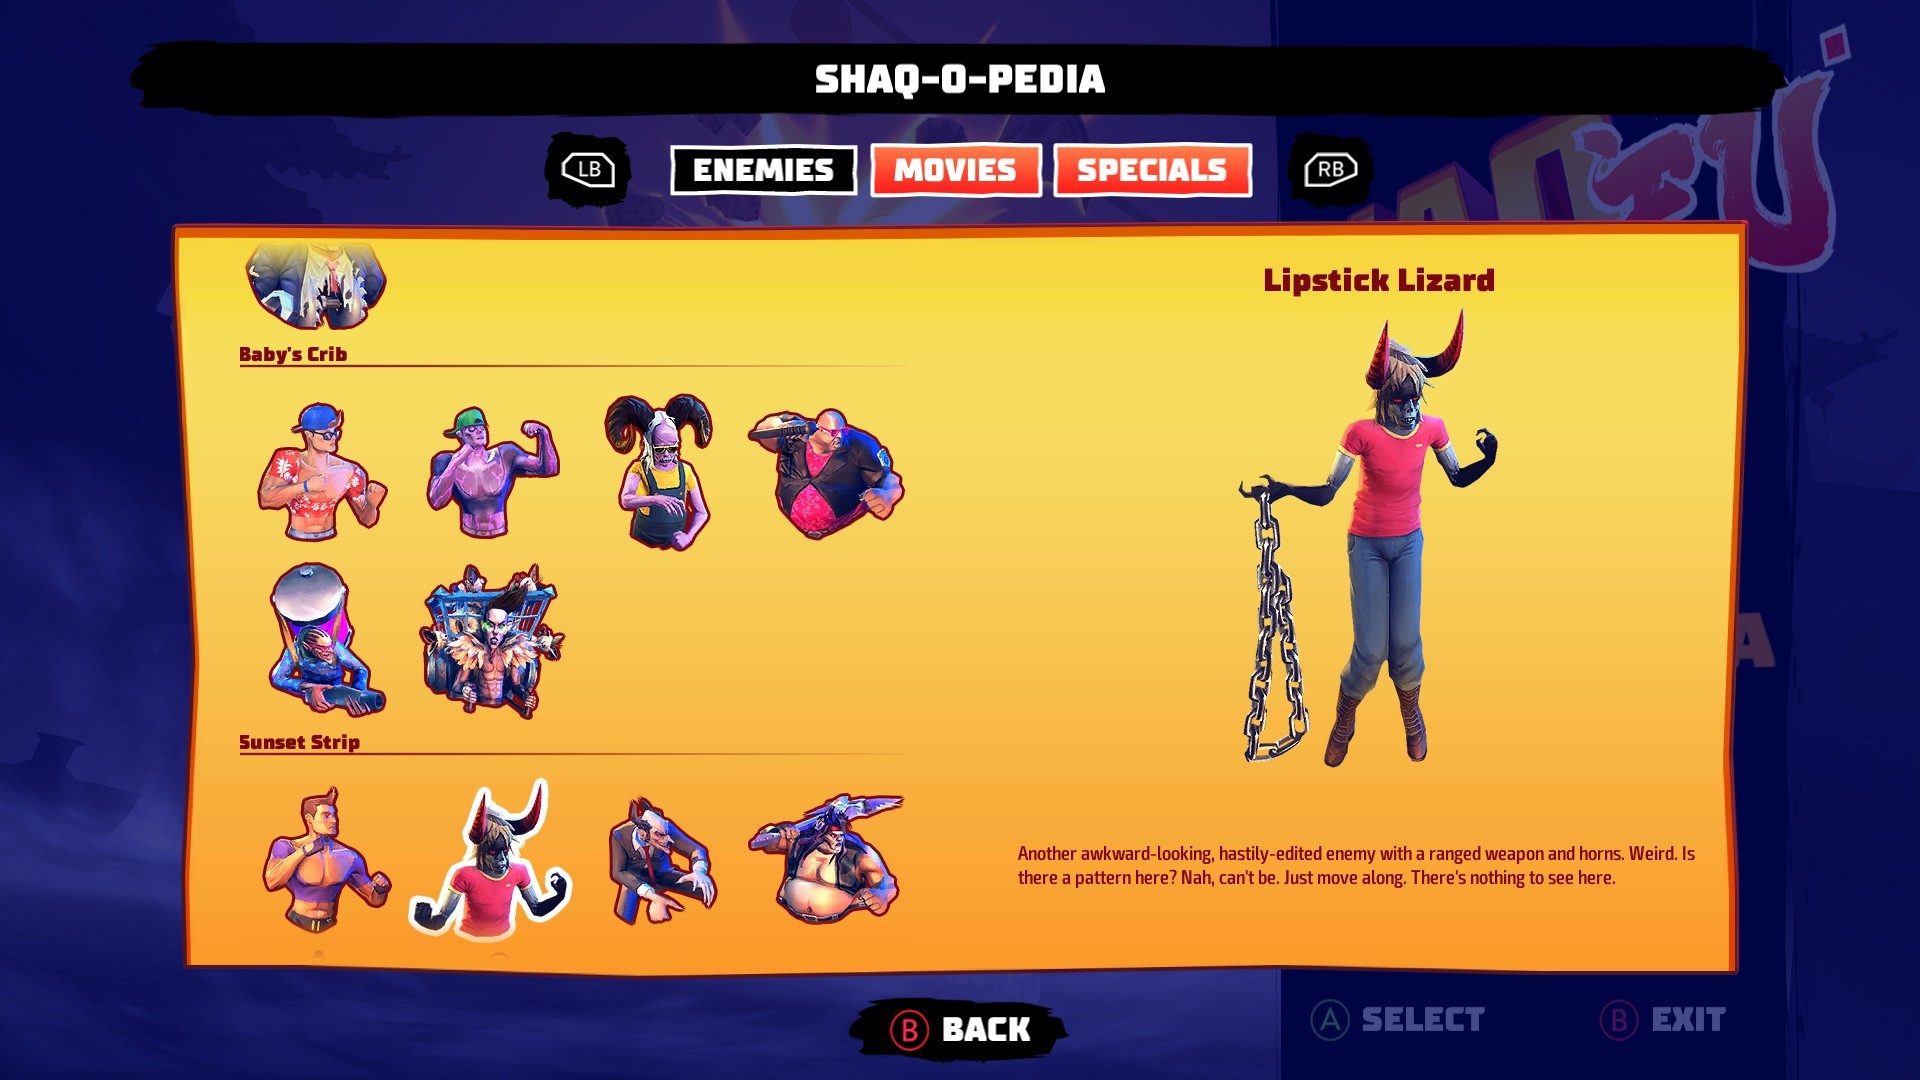 SHAQ-O-PEDIA
LB
ENEMIES
MOVIES
SPECIALS
RB
Lipstick Lizard
Baby's Crib
Sunset Strip
Another awkward-looking, hastily-edited enemy with a ranged weapon and horns. Weird. Is
there a pattern here? Nah, can't be. Just move along. There's nothing to see here.
B BACK
A SELECT
B EXIT